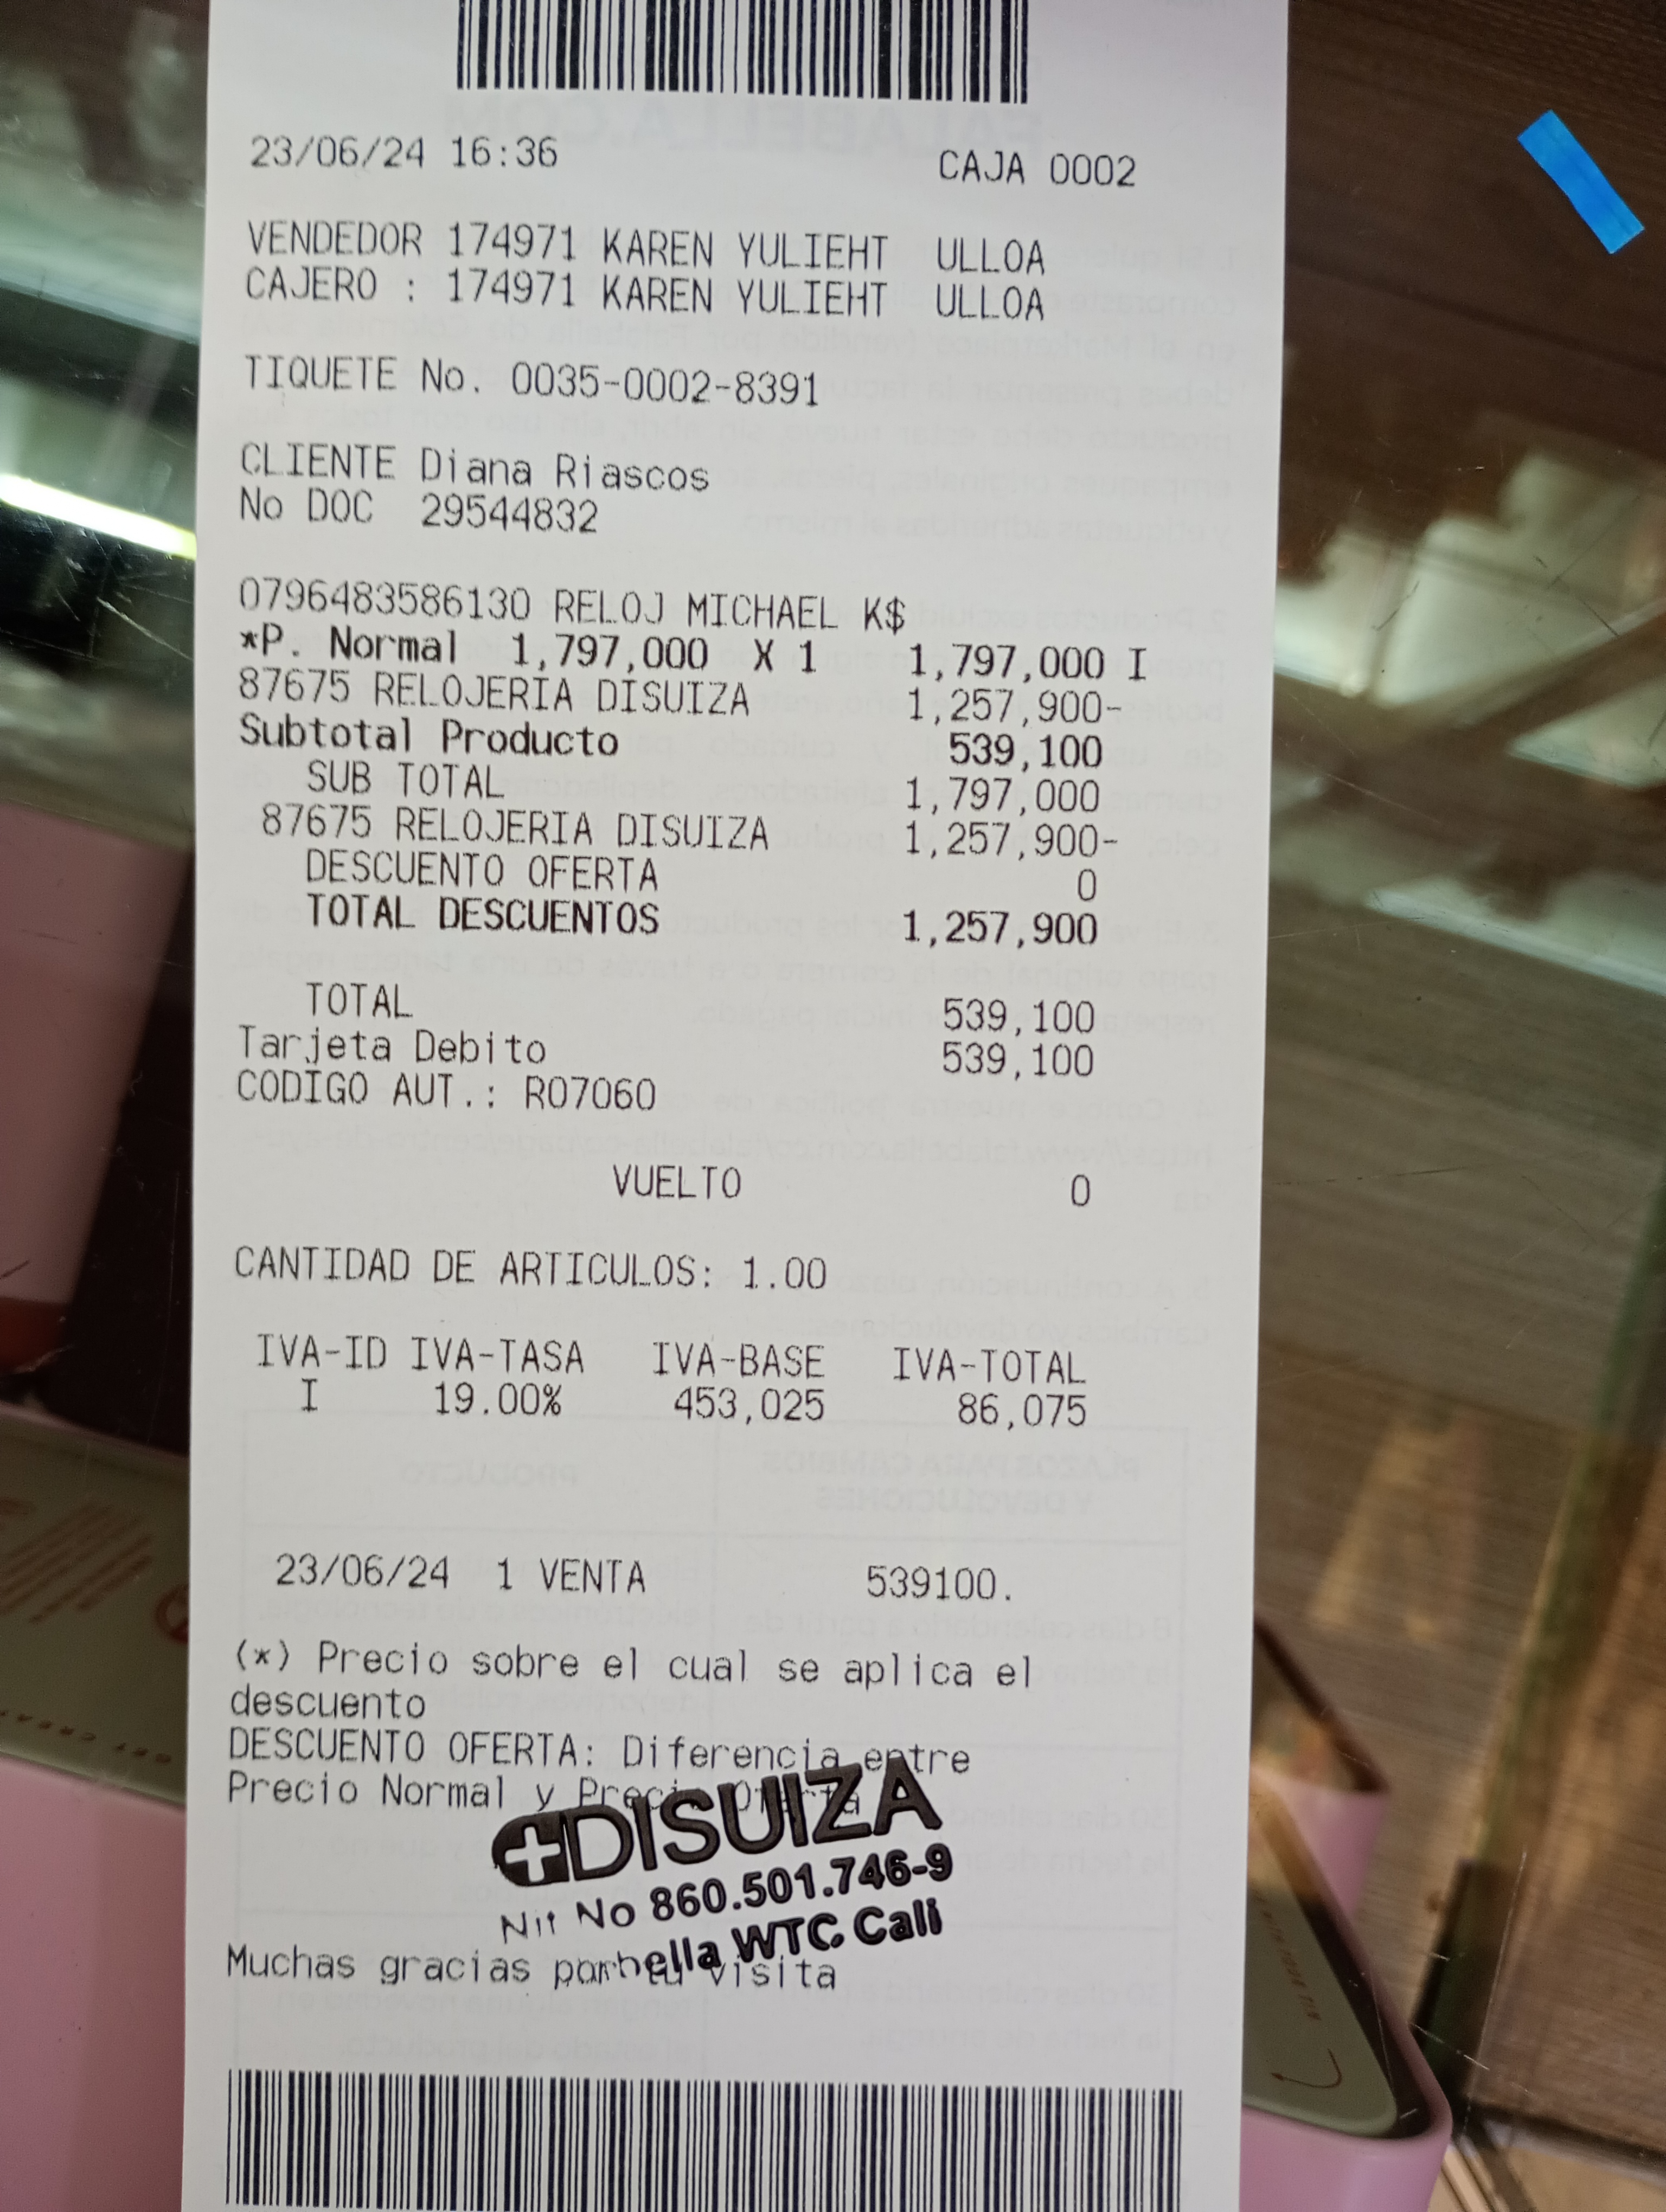 23/06/24 16:36 CAJA 0002
VENDEDOR 174971 KAREN YULIEHT ULLOA
CAJERO : 174971 KAREN YULIEHT ULLOA
TIQUETE No. 0035-0002-8391
CLIENTE Diana Riascos
No DOC 29544832
0796483586130 RELOJ MICHAEL K$
*P. Normal 1,797,000 X 1 1,797,000 I
87675 RELOJERIA DISUIZA 1,257,900-
Subtotal Producto 539,100
SUB TOTAL 1,797,000
87675 RELOJERIA DISUIZA 1,257,900-
DESCUENTO OFERTA 0
TOTAL DESCUENTOS 1,257,900
TOTAL 539,100
Tarjeta Debito 539,100
CODIGO AUT.: R07060
VUELTO 0
CANTIDAD DE ARTICULOS: 1.00
IVA-ID IVA-TASA IVA-BASE IVA-TOTAL
I 19.00% 453,025 86,075
23/06/24 1 VENTA 539100.
(*) Precio sobre el cual se aplica el
descuento
DESCUENTO OFERTA: Diferencia entre
Precio Normal y Precio Oferta
DISUIZA
Nit No 860.501.746-9
WTC Cali
Muchas gracias por tu visita